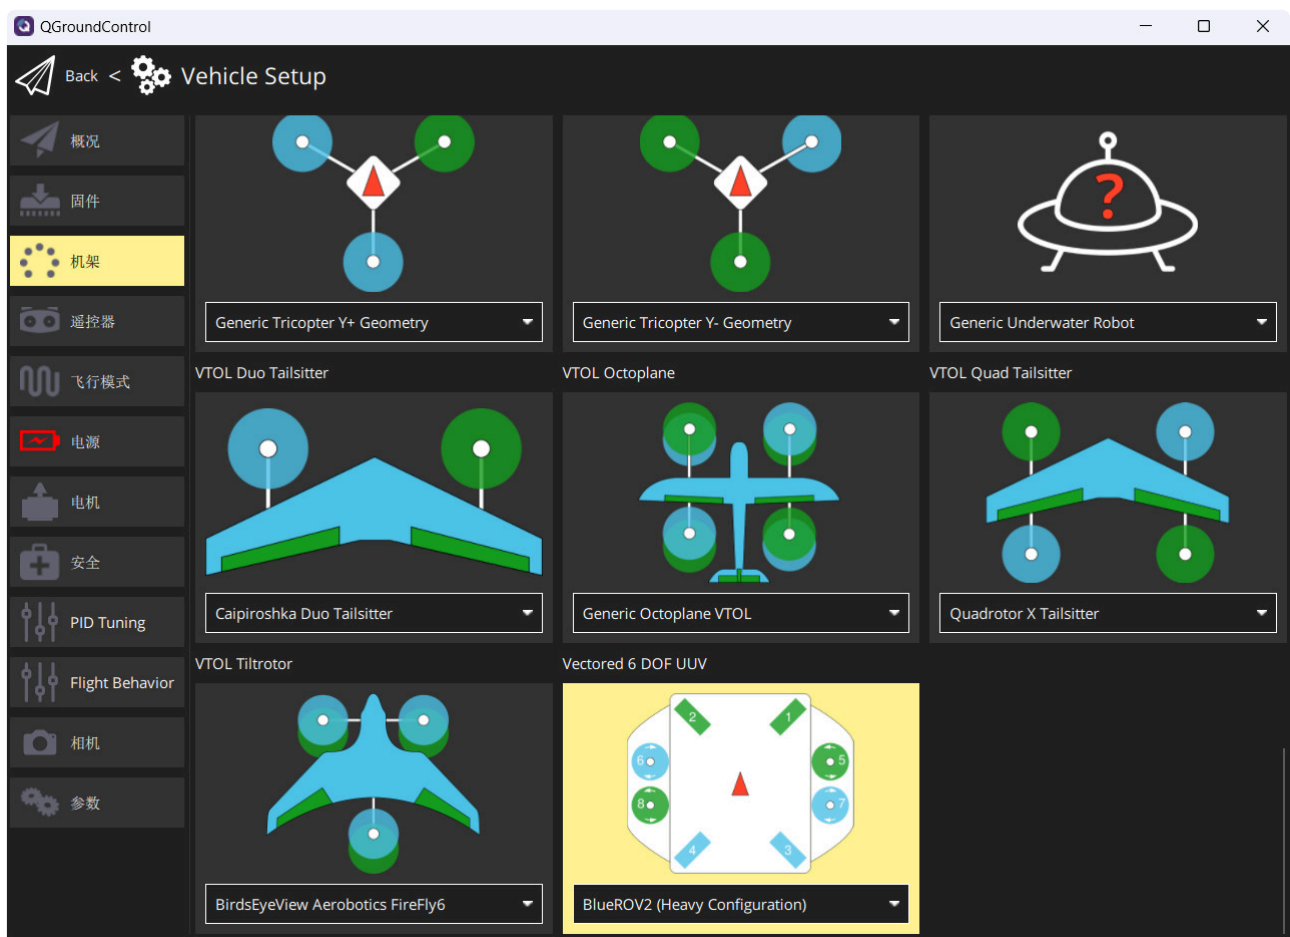 QGroundControl
Back < Vehicle Setup
概况
固件
机架
遥控器
飞行模式
电源
电机
安全
PID Tuning
Flight Behavior
相机
参数
Generic Tricopter Y+ Geometry
Generic Tricopter Y- Geometry
?
Generic Underwater Robot
VTOL Duo Tailsitter
VTOL Octoplane
VTOL Quad Tailsitter
Caipiroshka Duo Tailsitter
Generic Octoplane VTOL
Quadrotor X Tailsitter
VTOL Tiltrotor
Vectored 6 DOF UUV
2 1
6 5
8 7
4 3
BirdsEyeView Aerobotics FireFly6
BlueROV2 (Heavy Configuration)